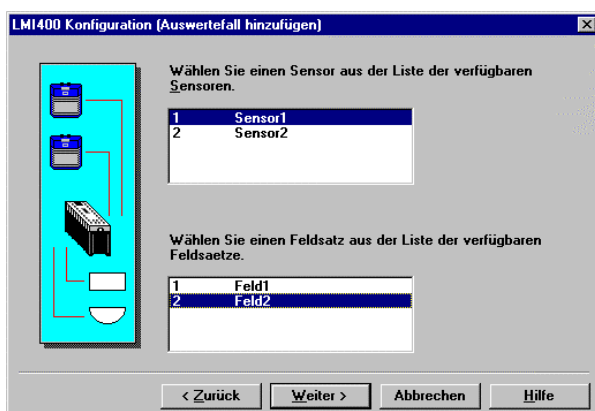 LMI400 Konfiguration (Auswertefall hinzufügen)
Wählen Sie einen Sensor aus der Liste der verfügbaren
Sensoren.
1 Sensor1
2 Sensor2
Wählen Sie einen Feldsatz aus der Liste der verfügbaren
Feldsaetze.
1 Feld1
2 Feld2
< Zurück Weiter > Abbrechen Hilfe